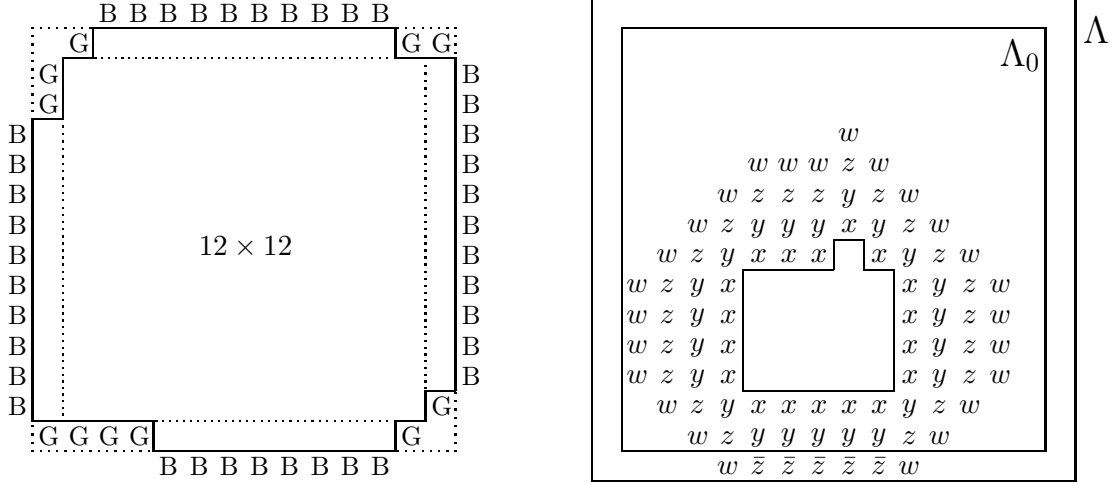 B B B B B B B B B B
G G G
G B
G B
B B
B B
B B
B B
12 × 12
B B
B B
B B
B B
B B
B G
G G G G G
B B B B B B B B
Λ
Λ₀
w
w w w z w
w z z z y z w
w z y y y x y z w
w z y x x x x y z w
w z y x x y z w
w z y x x y z w
w z y x x y z w
w z y x x y z w
w z y x x x x x y z w
w z y y y y y z w
w z̄ z̄ z̄ z̄ z̄ w